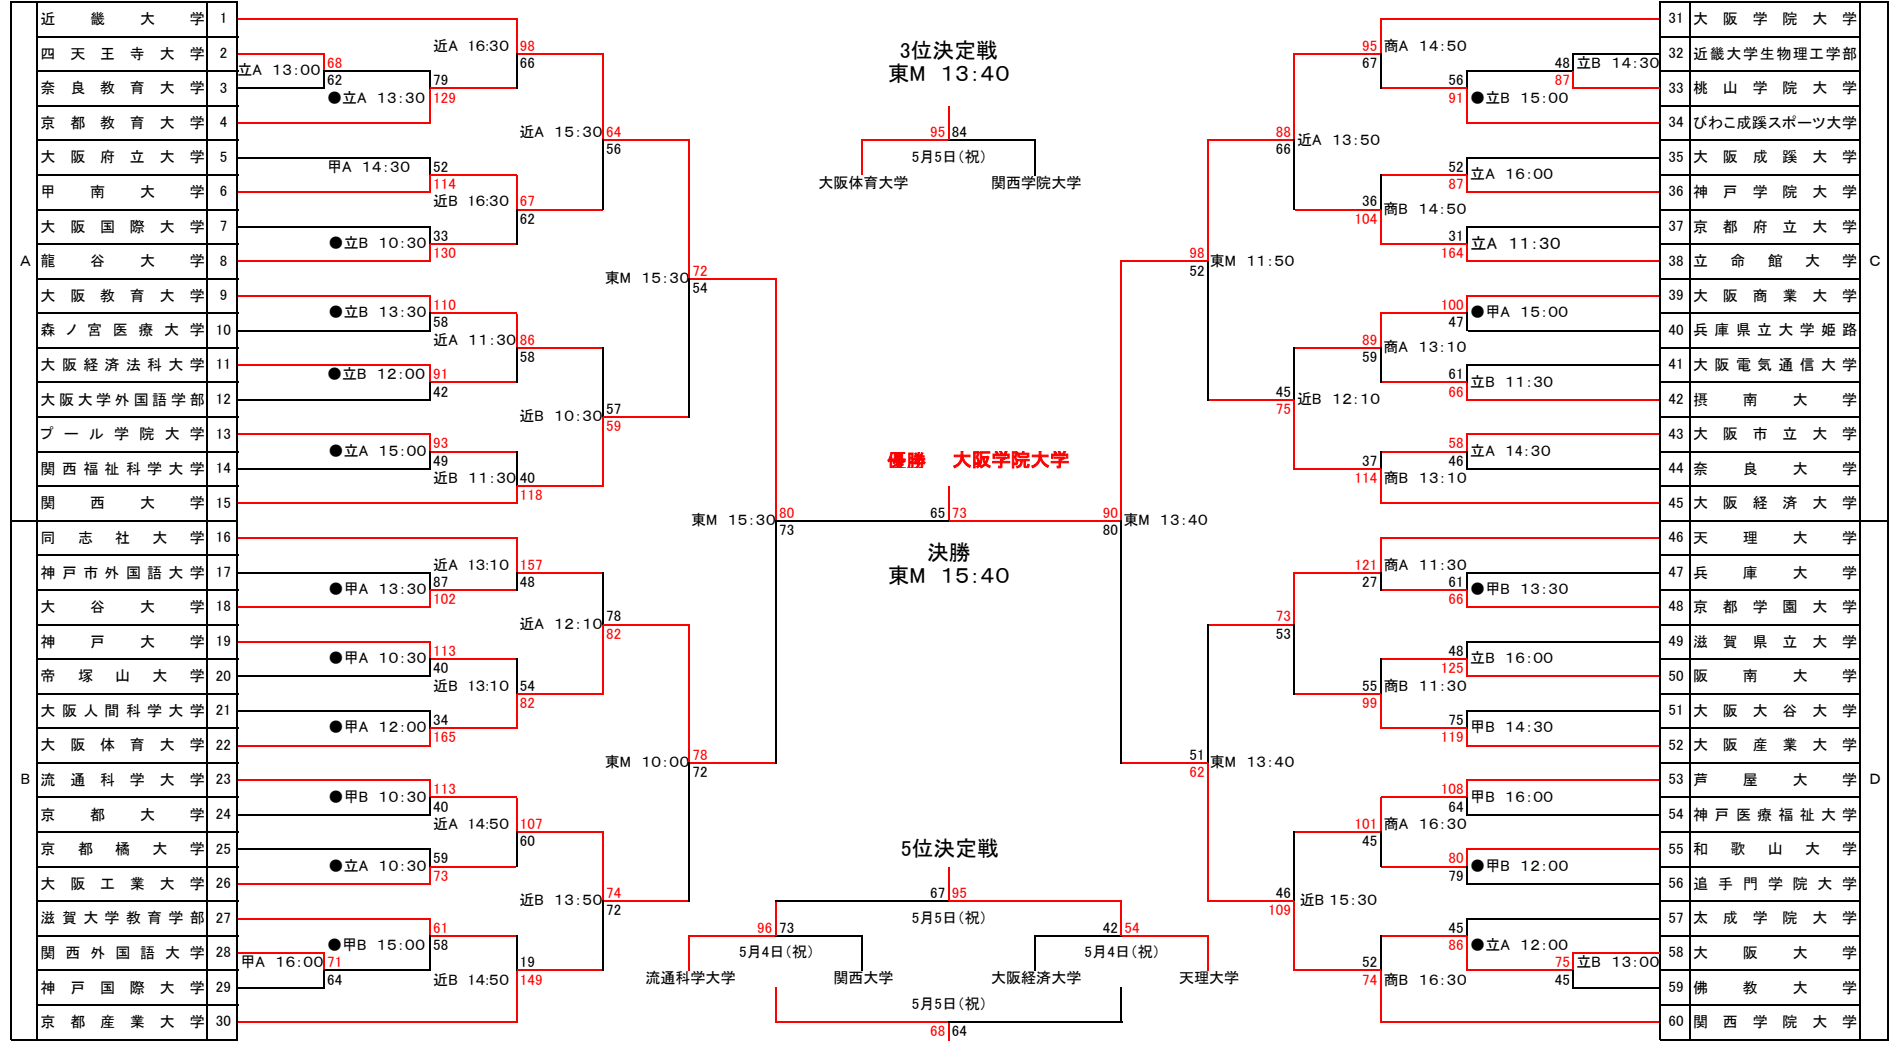 A
近畿大学 1
四天王寺大学 2
奈良教育大学 3
京都教育大学 4
大阪府立大学 5
甲南大学 6
大阪国際大学 7
龍谷大学 8
大阪教育大学 9
森ノ宮医療大学 10
大阪経済法科大学 11
大阪大学外国語学部 12
プール学院大学 13
関西福祉科学大学 14
関西大学 15
B
同志社大学 16
神戸市外国語大学 17
大谷大学 18
神戸大学 19
帝塚山大学 20
大阪人間科学大学 21
大阪体育大学 22
流通科学大学 23
京都大学 24
京都橘大学 25
大阪工業大学 26
滋賀大学教育学部 27
関西外国語大学 28
神戸国際大学 29
京都産業大学 30
立A 13:00
68
62
●立A 13:30
79
129
近A 16:30
98
66
甲A 14:30
52
114
●立B 10:30
33
130
近B 16:30
67
62
近A 15:30
64
56
●立B 13:30
110
58
●立B 12:00
91
42
近A 11:30
86
58
●立A 15:00
93
49
近B 11:30
40
118
近B 10:30
57
59
東M 15:30
72
54
●甲A 13:30
87
102
近A 13:10
157
48
●甲A 10:30
113
40
●甲A 12:00
34
165
近B 13:10
54
82
近A 12:10
78
82
●甲B 10:30
113
40
●立A 10:30
59
73
近A 14:50
107
60
甲A 16:00
71
64
●甲B 15:00
61
58
近B 14:50
19
149
近B 13:50
74
72
東M 10:00
78
72
東M 15:30
80
73
3位決定戦
東M 13:40
95 84
5月5日(祝)
大阪体育大学 関西学院大学
優勝 大阪学院大学
65 73
決勝
東M 15:40
5位決定戦
67 95
5月5日(祝)
96 73
5月4日(祝)
42 54
5月4日(祝)
流通科学大学 関西大学 大阪経済大学 天理大学
5月5日(祝)
68 64
90
80
東M 13:40
98
52
東M 11:50
88
66
近A 13:50
95
67
商A 14:50
56
91
●立B 15:00
48
87
立B 14:30
36
104
商B 14:50
52
87
立A 16:00
31
164
立A 11:30
45
75
近B 12:10
89
59
商A 13:10
100
47
●甲A 15:00
61
66
立B 11:30
37
114
商B 13:10
58
46
立A 14:30
51
62
東M 13:40
73
53
121
27
商A 11:30
61
66
●甲B 13:30
55
99
商B 11:30
48
125
立B 16:00
75
119
甲B 14:30
46
109
近B 15:30
101
45
商A 16:30
108
64
甲B 16:00
80
79
●甲B 12:00
52
74
商B 16:30
45
86
●立A 12:00
75
45
立B 13:00
31 大阪学院大学
32 近畿大学生物理工学部
33 桃山学院大学
34 びわこ成蹊スポーツ大学
35 大阪成蹊大学
36 神戸学院大学
37 京都府立大学
38 立命館大学
39 大阪商業大学
40 兵庫県立大学姫路
41 大阪電気通信大学
42 摂南大学
43 大阪市立大学
44 奈良大学
45 大阪経済大学
C
46 天理大学
47 兵庫大学
48 京都学園大学
49 滋賀県立大学
50 阪南大学
51 大阪大谷大学
52 大阪産業大学
53 芦屋大学
54 神戸医療福祉大学
55 和歌山大学
56 追手門学院大学
57 太成学院大学
58 大阪大学
59 佛教大学
60 関西学院大学
D